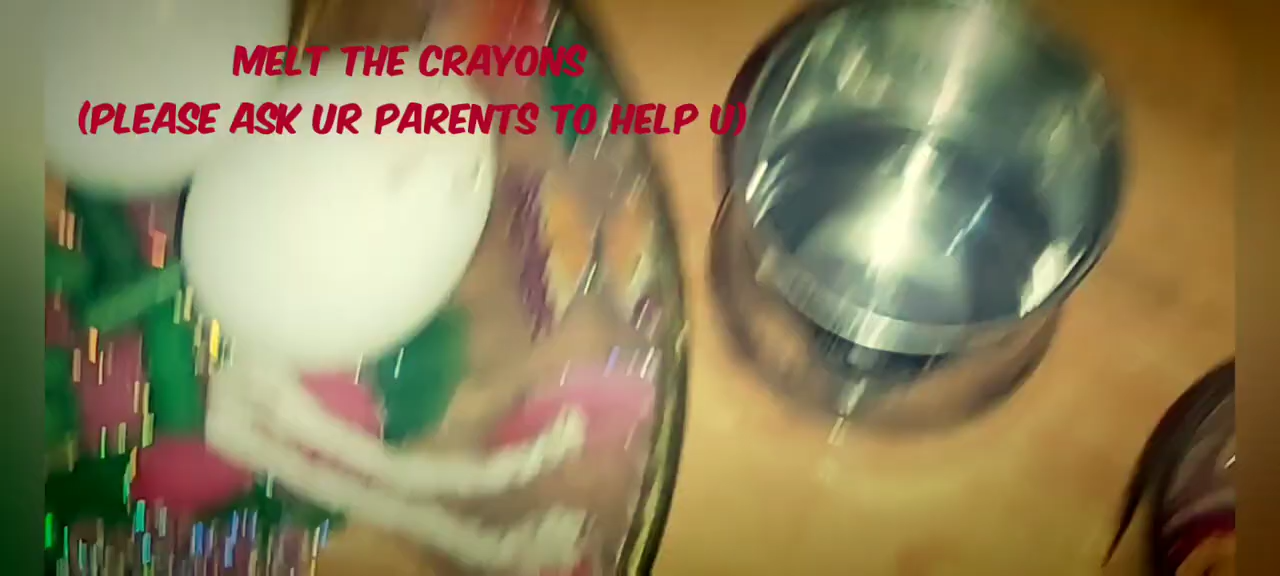 MELT THE CRAYONS
(PLEASE ASK UR PARENTS TO HELP U)